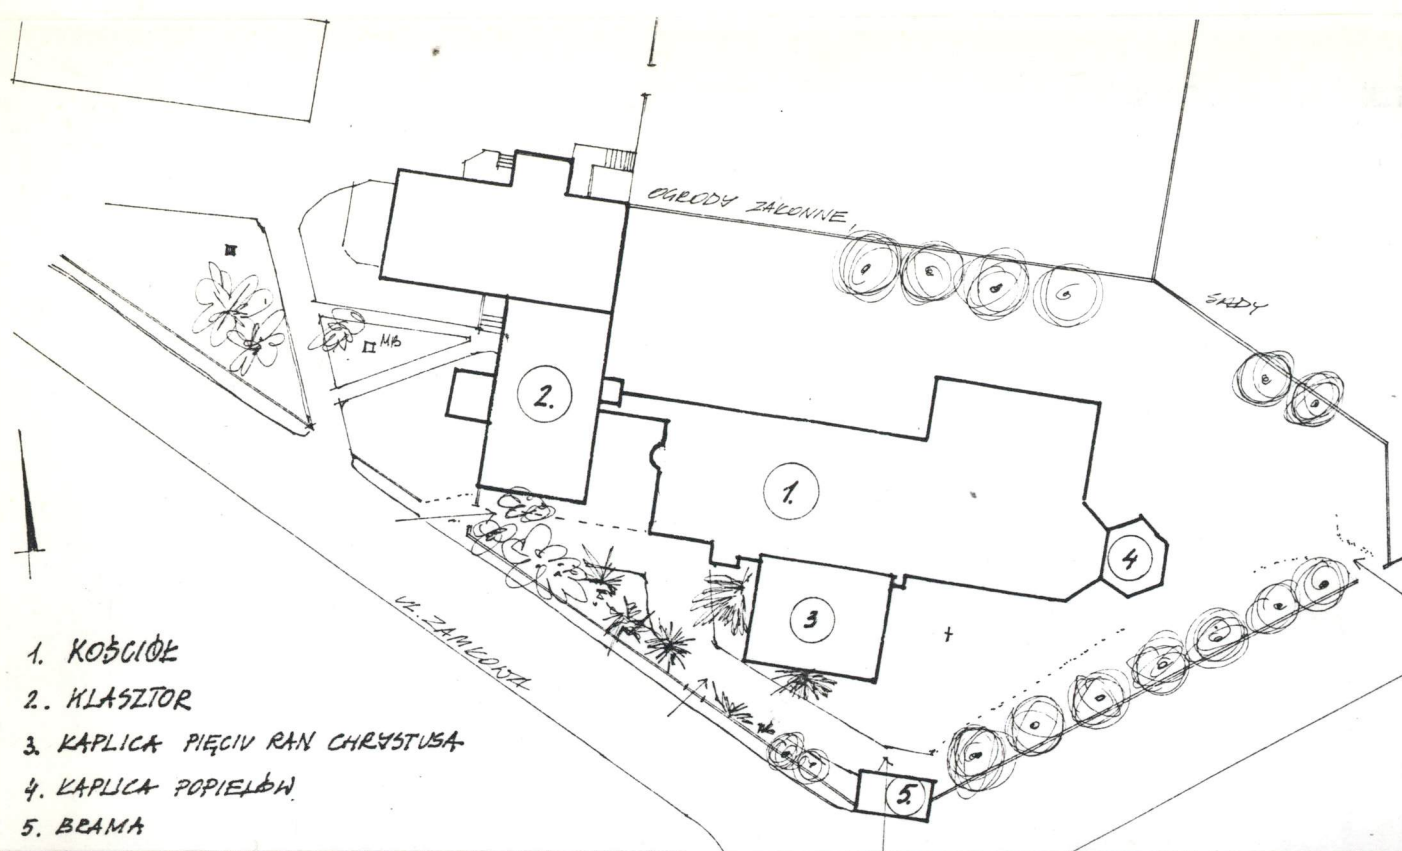 OGRODY ZAKONNE,
SADY
MB
2.
1.
4
3
UL. ZAMKOWA
MB
5.
1. KOŚCIÓŁ
2. KLASZTOR
3. KAPLICA PIĘCIU RAN CHRYSTUSA
4. KAPLICA POPIELÓW
5. BRAMA